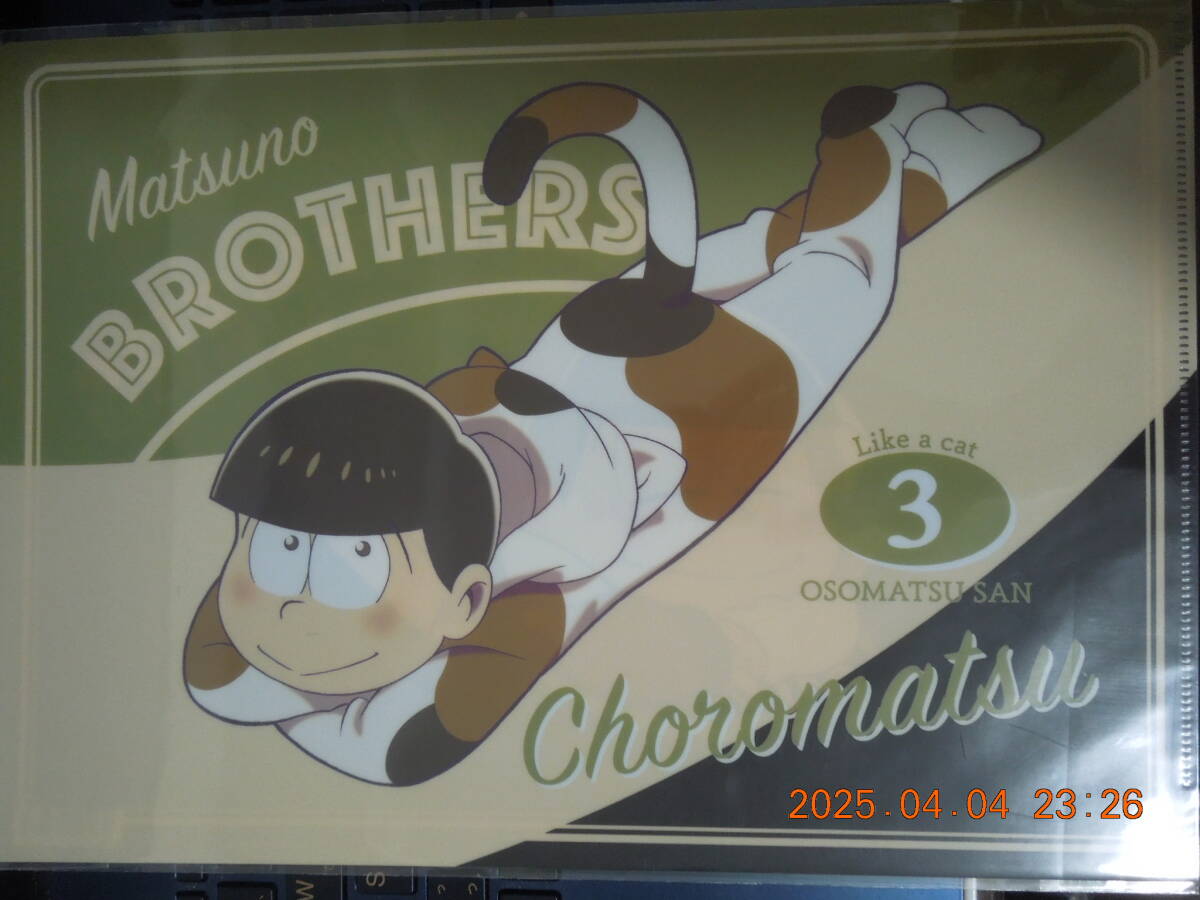 Matsuno
BROTHERS
Like a cat
3
OSOMATSU SAN
Choromatsu
2025.04.04 23:26
W
S